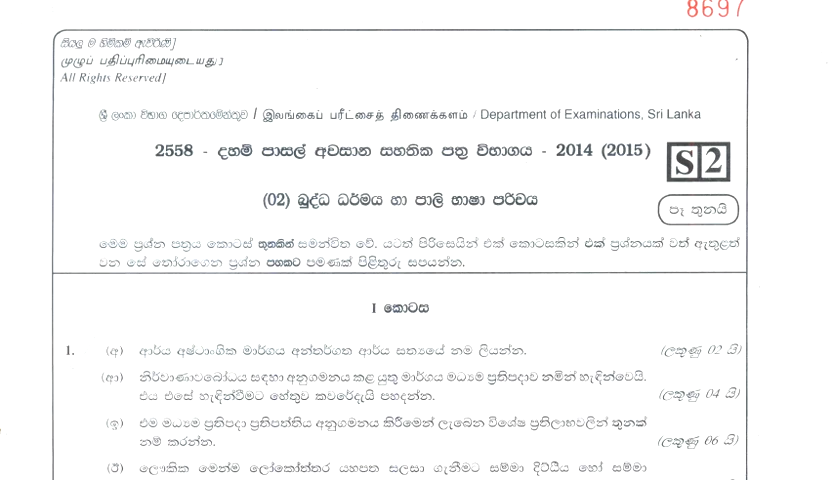 8697
සියලු ම හිමිකම් ඇවිරිණි]
முழுப் பதிப்புரிமையுடையது]
All Rights Reserved]
ශ්‍රී ලංකා විභාග දෙපාර්තමේන්තුව / இலங்கைப் பரீட்சைத் திணைக்களம் / Department of Examinations, Sri Lanka
2558 - දහම් පාසල් අවසාන සහතික පත්‍ර විභාගය - 2014 (2015)
S 2
(02) බුද්ධ ධර්මය හා පාලි භාෂා පරිචය
පැ තුනයි
මෙම ප්‍රශ්න පත්‍රය කොටස් තුනකින් සමන්විත වේ. යටත් පිරිසෙයින් එක් කොටසකින් එක් ප්‍රශ්නයක් වත් ඇතුළත්
වන සේ තෝරාගෙන ප්‍රශ්න පහකට පමණක් පිළිතුරු සපයන්න.
I කොටස
1. (අ) ආර්ය අෂ්ටාංගික මාර්ගය අන්තර්ගත ආර්ය සත්‍යයේ නම ලියන්න. (ලකුණු 02 යි)
(ආ) නිර්වාණාවබෝධය සඳහා අනුගමනය කළ යුතු මාර්ගය මධ්‍යම ප්‍රතිපදාව නමින් හැඳින්වෙයි.
එය එසේ හැඳින්වීමට හේතුව කවරේදැයි පහදන්න. (ලකුණු 04 යි)
(ඉ) එම මධ්‍යම ප්‍රතිපදා ප්‍රතිපත්තිය අනුගමනය කිරීමෙන් ලැබෙන විශේෂ ප්‍රතිලාභවලින් තුනක්
නම් කරන්න. (ලකුණු 06 යි)
(ඊ) ලෞකික මෙන්ම ලෝකෝත්තර යහපත සලසා ගැනීමට සම්මා දිට්ඨිය හෝ සම්මා